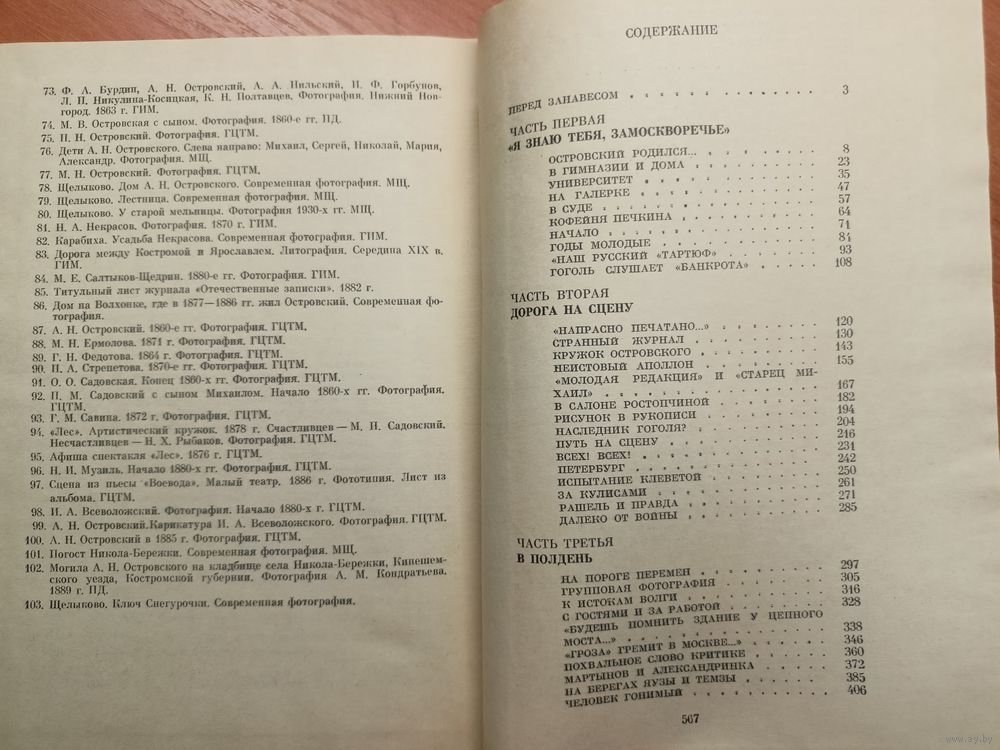 73. Ф. А. Бурдин, А. Н. Островский, А. А. Нильский, И. Ф. Горбунов,
Л. П. Никулина-Косицкая, К. Н. Полтавцев. Фотография. Нижний Нов-
город. 1863 г. ГИМ.
74. М. В. Островская с сыном. Фотография. 1860-е гг. ПД.
75. П. Н. Островский. Фотография. ГЦТМ.
76. Дети А. Н. Островского. Слева направо: Михаил, Сергей, Николай, Мария,
Александр. Фотография. МЩ.
77. М. Н. Островский. Фотография. ГЦТМ.
78. Щелыково. Дом А. Н. Островского. Современная фотография. МЩ.
79. Щелыково. Лестница. Современная фотография. МЩ.
80. Щелыково. У старой мельницы. Фотография 1930-х гг. МЩ.
81. Н. А. Некрасов. Фотография. 1870 г. ГИМ.
82. Карабиха. Усадьба Некрасова. Современная фотография. ГИМ.
83. Дорога между Костромой и Ярославлем. Литография. Середина XIX в.
ГИМ.
84. М. Е. Салтыков-Щедрин. 1880-е гг. Фотография. ГИМ.
85. Титульный лист журнала «Отечественные записки». 1882 г.
86. Дом на Волхонке, где в 1877—1886 гг. жил Островский. Современная фо-
тография.
87. А. Н. Островский. 1860-е гг. Фотография. ГЦТМ.
88. М. Н. Ермолова. 1871 г. Фотография. ГЦТМ.
89. Г. Н. Федотова. 1864 г. Фотография. ГЦТМ.
90. П. А. Стрепетова. 1870-е гг. Фотография. ГЦТМ.
91. О. О. Садовская. Конец 1860-х гг. Фотография. ГЦТМ.
92. П. М. Садовский с сыном Михаилом. Начало 1860-х гг. Фотография.
ГЦТМ.
93. Г. М. Савина. 1872 г. Фотография. ГЦТМ.
94. «Лес». Артистический кружок. 1878 г. Счастливцев — М. П. Садовский.
Несчастливцев — Н. Х. Рыбаков. Фотография. ГЦТМ.
95. Афиша спектакля «Лес». 1876 г. ГЦТМ.
96. Н. И. Музиль. Начало 1880-х гг. Фотография. ГЦТМ.
97. Сцена из пьесы «Воевода». Малый театр. 1886 г. Фототипия. Лист из
альбома. ГЦТМ.
98. И. А. Всеволожский. Фотография. Начало 1880-х г. ГЦТМ.
99. А. Н. Островский.Карикатура И. А. Всеволожского. Фотография. ГЦТМ.
100. А. Н. Островский в 1885 г. Фотография. ГЦТМ.
101. Погост Никола-Бережки. Современная фотография. МЩ.
102. Могила А. Н. Островского на кладбище села Никола-Бережки, Кинешем-
ского уезда, Костромской губернии. Фотография А. М. Кондратьева.
1889 г. ПД.
103. Щелыково. Ключ Снегурочки. Современная фотография.
СОДЕРЖАНИЕ
ПЕРЕД ЗАНАВЕСОМ . . . . . . . . . . 3
ЧАСТЬ ПЕРВАЯ
«Я ЗНАЮ ТЕБЯ, ЗАМОСКВОРЕЧЬЕ»
ОСТРОВСКИЙ РОДИЛСЯ... . . . . . . . 8
В ГИМНАЗИИ И ДОМА . . . . . . . 23
УНИВЕРСИТЕТ . . . . . . . . . 35
НА ГАЛЕРКЕ . . . . . . . . . 47
В СУДЕ . . . . . . . . . . 57
КОФЕЙНЯ ПЕЧКИНА . . . . . . . . 64
НАЧАЛО . . . . . . . . . . 71
ГОДЫ МОЛОДЫЕ . . . . . . . . 84
«НАШ РУССКИЙ «ТАРТЮФ» . . . . . . 93
ГОГОЛЬ СЛУШАЕТ «БАНКРОТА» . . . . . 108
ЧАСТЬ ВТОРАЯ
ДОРОГА НА СЦЕНУ
«НАПРАСНО ПЕЧАТАНО...» . . . . . . 120
СТРАННЫЙ ЖУРНАЛ . . . . . . . 130
КРУЖОК ОСТРОВСКОГО . . . . . . . 143
НЕИСТОВЫЙ АПОЛЛОН . . . . . . . 155
«МОЛОДАЯ РЕДАКЦИЯ» И «СТАРЕЦ МИ-
ХАИЛ» . . . . . . . . . . 167
В САЛОНЕ РОСТОПЧИНОЙ . . . . . . 182
РИСУНОК В РУКОПИСИ . . . . . . . 194
НАСЛЕДНИК ГОГОЛЯ? . . . . . . . 204
ПУТЬ НА СЦЕНУ . . . . . . . . 216
ВСЕХ! ВСЕХ! . . . . . . . . . 231
ПЕТЕРБУРГ . . . . . . . . . 242
ИСПЫТАНИЕ КЛЕВЕТОЙ . . . . . . . 250
ЗА КУЛИСАМИ . . . . . . . . . 261
РАШЕЛЬ И ПРАВДА . . . . . . . . 271
ДАЛЕКО ОТ ВОЙНЫ . . . . . . . . 285
ЧАСТЬ ТРЕТЬЯ
В ПОЛДЕНЬ
НА ПОРОГЕ ПЕРЕМЕН . . . . . . . 297
ГРУППОВАЯ ФОТОГРАФИЯ . . . . . . 305
К ИСТОКАМ ВОЛГИ . . . . . . . . 316
С ГОСТЯМИ И ЗА РАБОТОЙ . . . . . . 328
«БУДЕШЬ ПОМНИТЬ ЗДАНИЕ У ЦЕПНОГО
МОСТА...» . . . . . . . . . 338
«ГРОЗА» ГРЕМИТ В МОСКВЕ...» . . . . . 346
ПОХВАЛЬНОЕ СЛОВО КРИТИКЕ . . . . . 360
МАРТЫНОВ И АЛЕКСАНДРИНКА . . . . . 372
НА БЕРЕГАХ ЯУЗЫ И ТЕМЗЫ . . . . . 385
ЧЕЛОВЕК ГОНИМЫЙ . . . . . . . . 406
567
www.ay.by